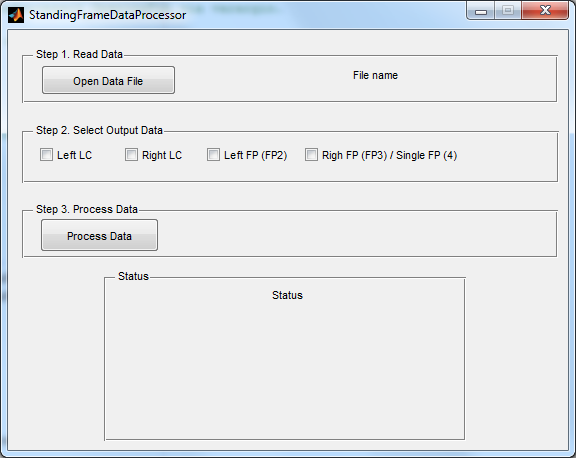 StandingFrameDataProcessor
Step 1. Read Data
Open Data File
File name
Step 2. Select Output Data
Left LC
Right LC
Left FP (FP2)
Righ FP (FP3) / Single FP (4)
Step 3. Process Data
Process Data
Status
Status